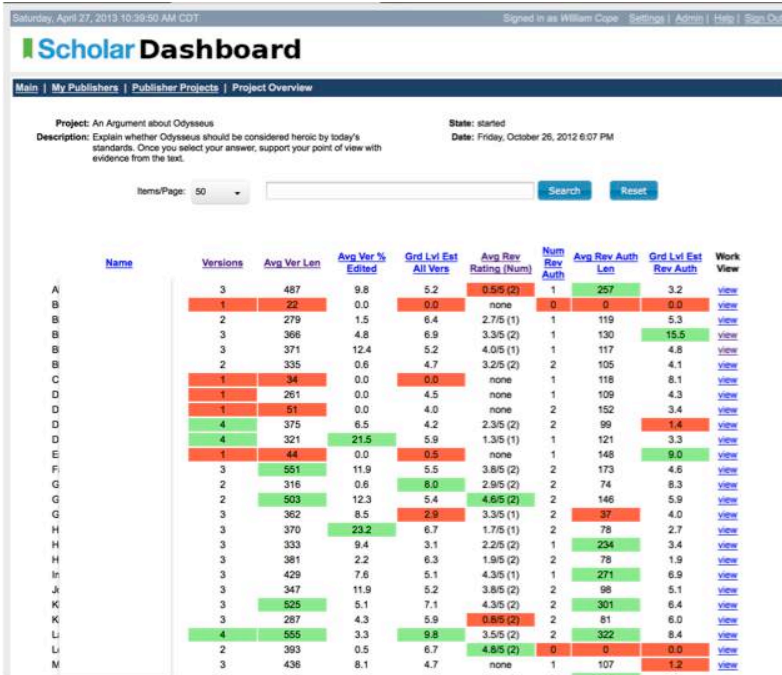 Saturday, April 27, 2013 10:39:50 AM CDT Signed in as William Cope Settings | Admin | Help | Sign Out
Scholar Dashboard
Main | My Publishers | Publisher Projects | Project Overview
Project: An Argument about Odysseus State: started
Description: Explain whether Odysseus should be considered heroic by today's Date: Friday, October 26, 2012 6:07 PM
standards. Once you select your answer, support your point of view with
evidence from the text.
Items/Page: 50 Search Reset
Name Versions Avg Ver Len Avg Ver % Edited Grd Lvl Est All Vers Avg Rev Rating (Num) Num Rev Auth Avg Rev Auth Len Grd Lvl Est Rev Auth Work View
A 3 487 9.8 5.2 0.5/5 (2) 1 257 3.2 view
B 1 22 0.0 0.0 none 0 0 0.0 view
B 2 279 1.5 6.4 2.7/5 (1) 1 119 5.3 view
B 3 366 4.8 6.9 3.3/5 (2) 1 130 15.5 view
B 3 371 12.4 5.2 4.0/5 (1) 1 117 4.8 view
B 2 335 0.6 4.7 3.2/5 (2) 2 105 4.1 view
C 1 34 0.0 0.0 none 1 118 8.1 view
D 1 261 0.0 4.5 none 1 109 4.3 view
D 1 51 0.0 4.0 none 2 152 3.4 view
D 4 375 6.5 4.2 2.3/5 (2) 2 99 1.4 view
D 4 321 21.5 5.9 1.3/5 (1) 1 121 3.3 view
E 1 44 0.0 0.5 none 1 148 9.0 view
Fi 3 551 11.9 5.5 3.8/5 (2) 2 173 4.6 view
G 2 316 0.6 8.0 2.9/5 (2) 2 74 8.3 view
G 2 503 12.3 5.4 4.6/5 (2) 2 146 5.9 view
G 3 362 8.5 2.9 3.3/5 (1) 2 37 4.0 view
H 3 370 23.2 6.7 1.7/5 (1) 2 78 2.7 view
H 3 333 9.4 3.1 2.2/5 (2) 1 234 3.4 view
H 3 381 2.2 6.3 1.9/5 (2) 2 78 1.9 view
In 3 429 7.6 5.1 4.3/5 (1) 1 271 6.9 view
3 347 11.9 5.2 3.8/5 (2) 2 98 5.1 view
K 3 525 5.1 7.1 4.3/5 (2) 2 301 6.4 view
K 3 287 4.3 5.9 0.8/5 (2) 2 81 6.0 view
4 555 3.3 9.8 3.5/5 (2) 2 322 8.4 view
2 393 0.5 6.7 4.8/5 (2) 0 0 0.0 view
M 3 436 8.1 4.7 none 1 107 1.2 view